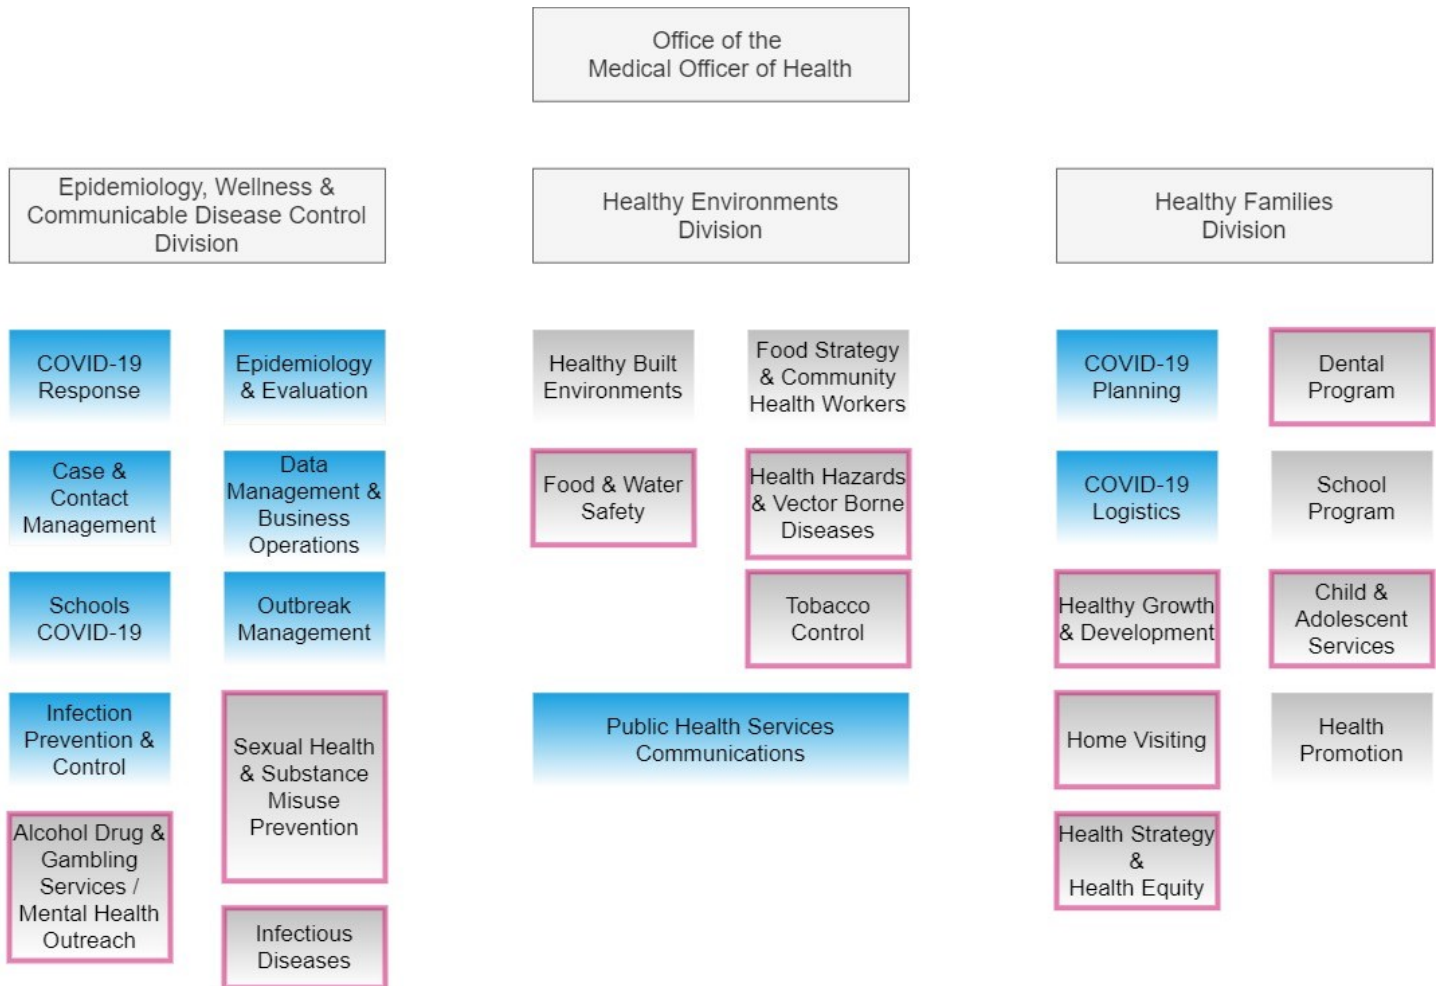 Office of the
Medical Officer of Health
Epidemiology, Wellness &
Communicable Disease Control
Division
Healthy Environments
Division
Healthy Families
Division
COVID-19
Response
Epidemiology
& Evaluation
Case &
Contact
Management
Data
Management &
Business
Operations
Schools
COVID-19
Outbreak
Management
Infection
Prevention &
Control
Sexual Health
& Substance
Misuse
Prevention
Alcohol Drug &
Gambling
Services /
Mental Health
Outreach
Infectious
Diseases
Healthy Built
Environments
Food Strategy
& Community
Health Workers
Food & Water
Safety
Health Hazards
& Vector Borne
Diseases
Tobacco
Control
Public Health Services
Communications
COVID-19
Planning
Dental
Program
COVID-19
Logistics
School
Program
Healthy Growth
& Development
Child &
Adolescent
Services
Home Visiting
Health
Promotion
Health Strategy
&
Health Equity